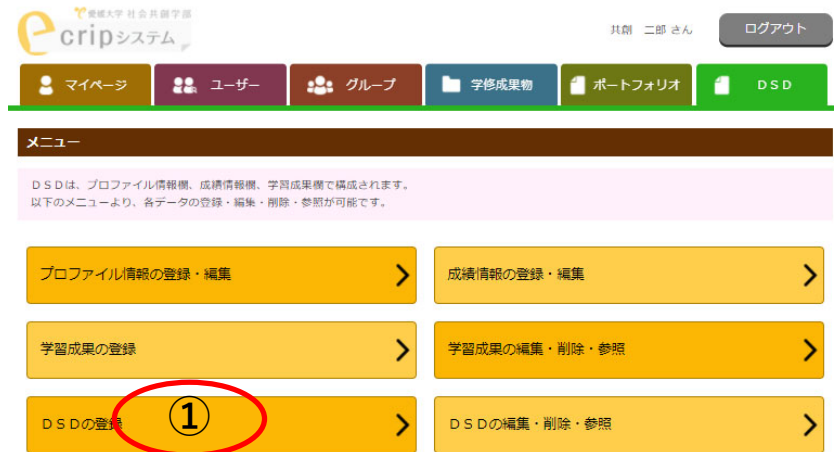 愛媛大学 社会共創学部
cripシステム
共創 二郎 さん
ログアウト
マイページ
ユーザー
グループ
学修成果物
ポートフォリオ
DSD
メニュー
DSDは、プロファイル情報欄、成績情報欄、学習成果欄で構成されます。
以下のメニューより、各データの登録・編集・削除・参照が可能です。
プロファイル情報の登録・編集
成績情報の登録・編集
学習成果の登録
学習成果の編集・削除・参照
DSDの登録
①
DSDの編集・削除・参照